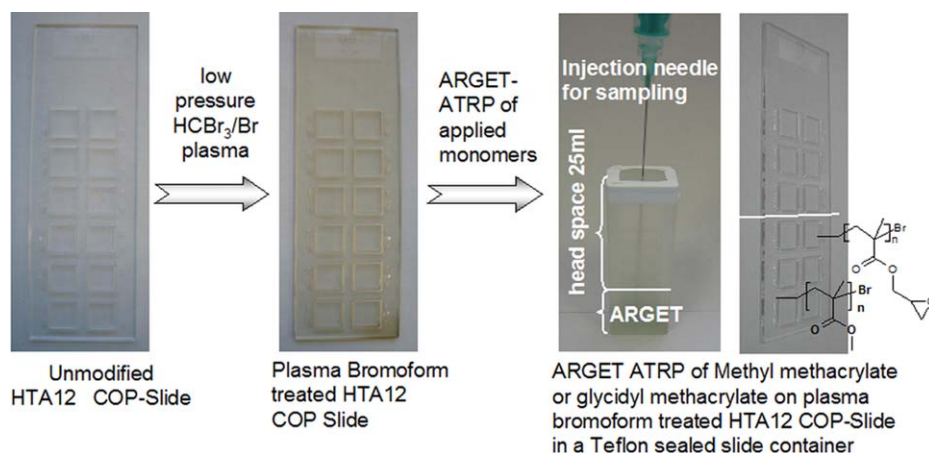 low
pressure
HCBr3/Br
plasma
ARGET-
ATRP of
applied
monomers
Injection needle
for sampling
head space 25ml
ARGET
Br
n
O
O
O
Br
n
O
O
Unmodified
HTA12 COP-Slide
Plasma Bromoform
treated HTA12
COP Slide
ARGET ATRP of Methyl methacrylate
or glycidyl methacrylate on plasma
bromoform treated HTA12 COP-Slide
in a Teflon sealed slide container